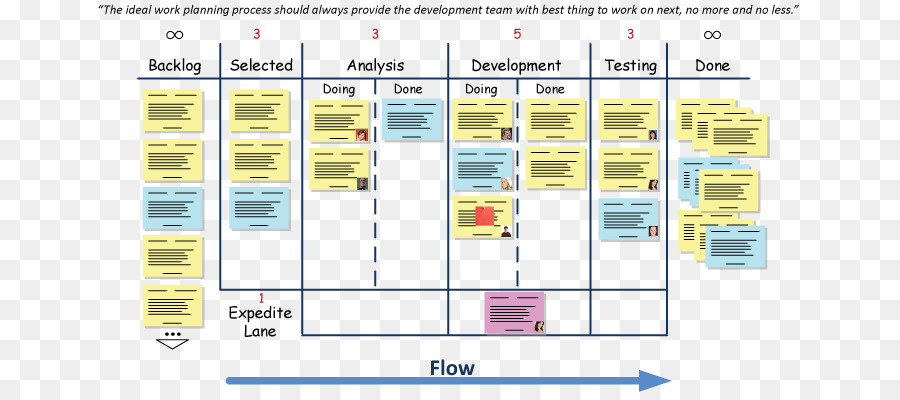 “The ideal work planning process should always provide the development team with best thing to work on next, no more and no less.”
∞ 3 3 5 3 ∞
Backlog Selected Analysis Development Testing Done
Doing Done Doing Done
1
Expedite
Lane
Flow